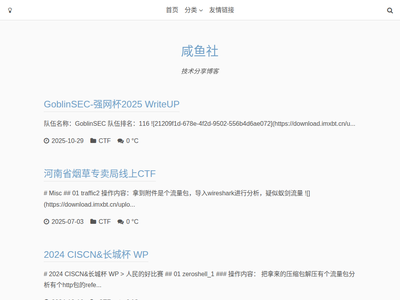 首页 分类 友情链接
咸鱼社
技术分享博客
GoblinSEC-强网杯2025 WriteUP
队伍名称：GoblinSEC 队伍排名：116 ![21209f1d-678e-4f2d-9502-556b4d6ae072](https://download.imxbt.cn/u...
2025-10-29 CTF 0 °C
河南省烟草专卖局线上CTF
# Misc ## 01 traffic2 操作内容：拿到附件是个流量包，导入wireshark进行分析，疑似蚁剑流量 ![]
(https://download.imxbt.cn/uplo...
2025-07-03 CTF 0 °C
2024 CISCN&长城杯 WP
# 2024 CISCN&长城杯 WP > 人民的好比赛 ## 01 zeroshell_1 ### 操作内容： 把拿来的压缩包解压有个流量包分
析有个http包的refe...